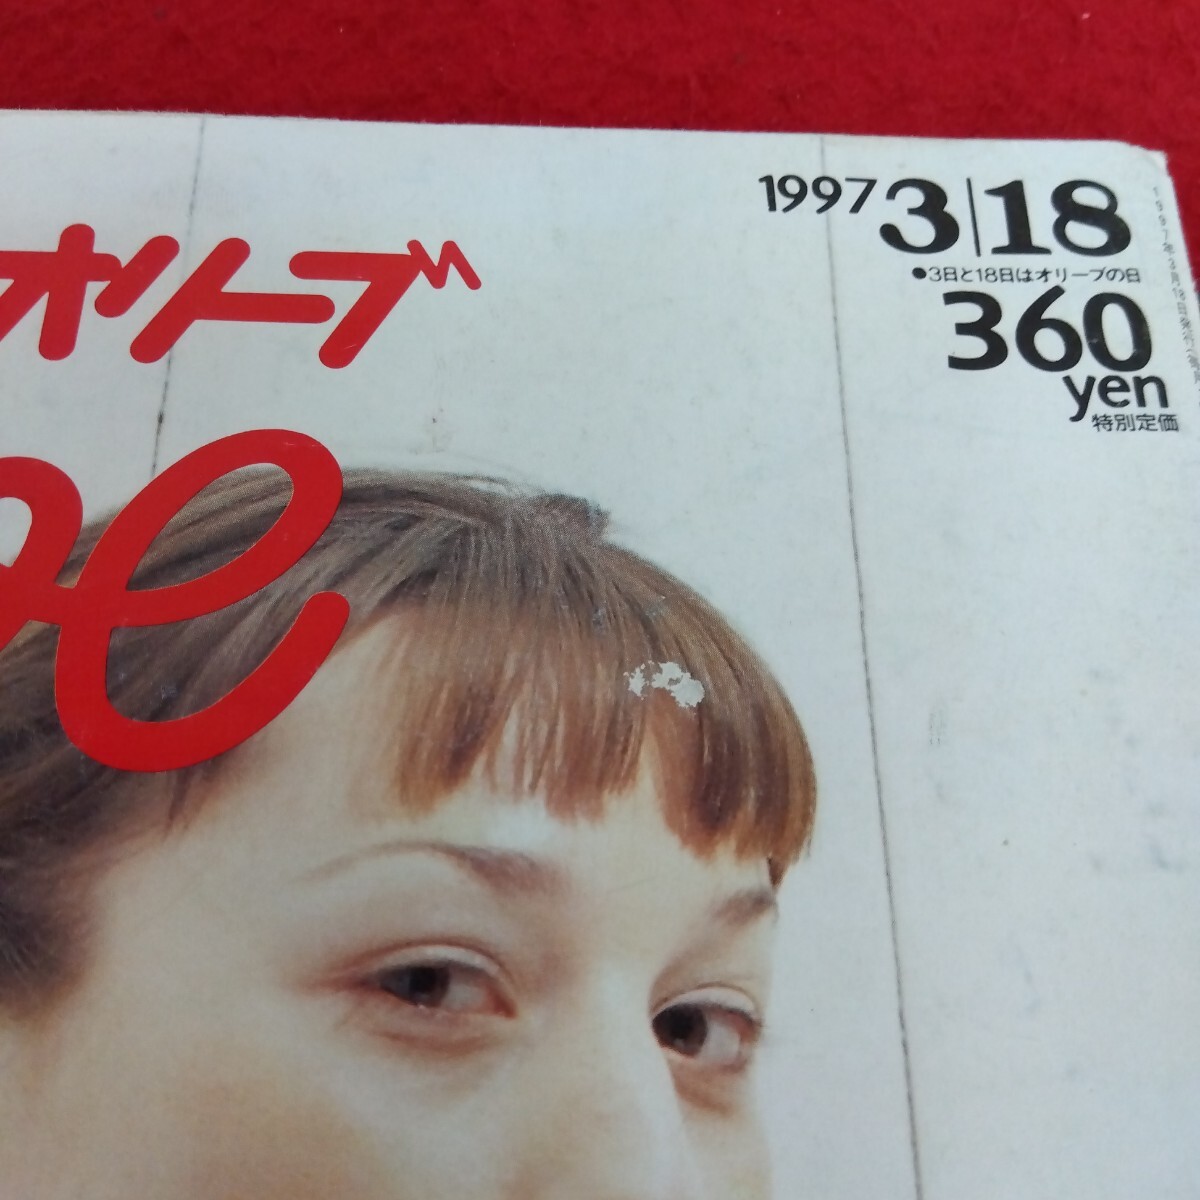 オリーブ
1997 3|18
●3日と18日はオリーブの日
360
yen
特別定価